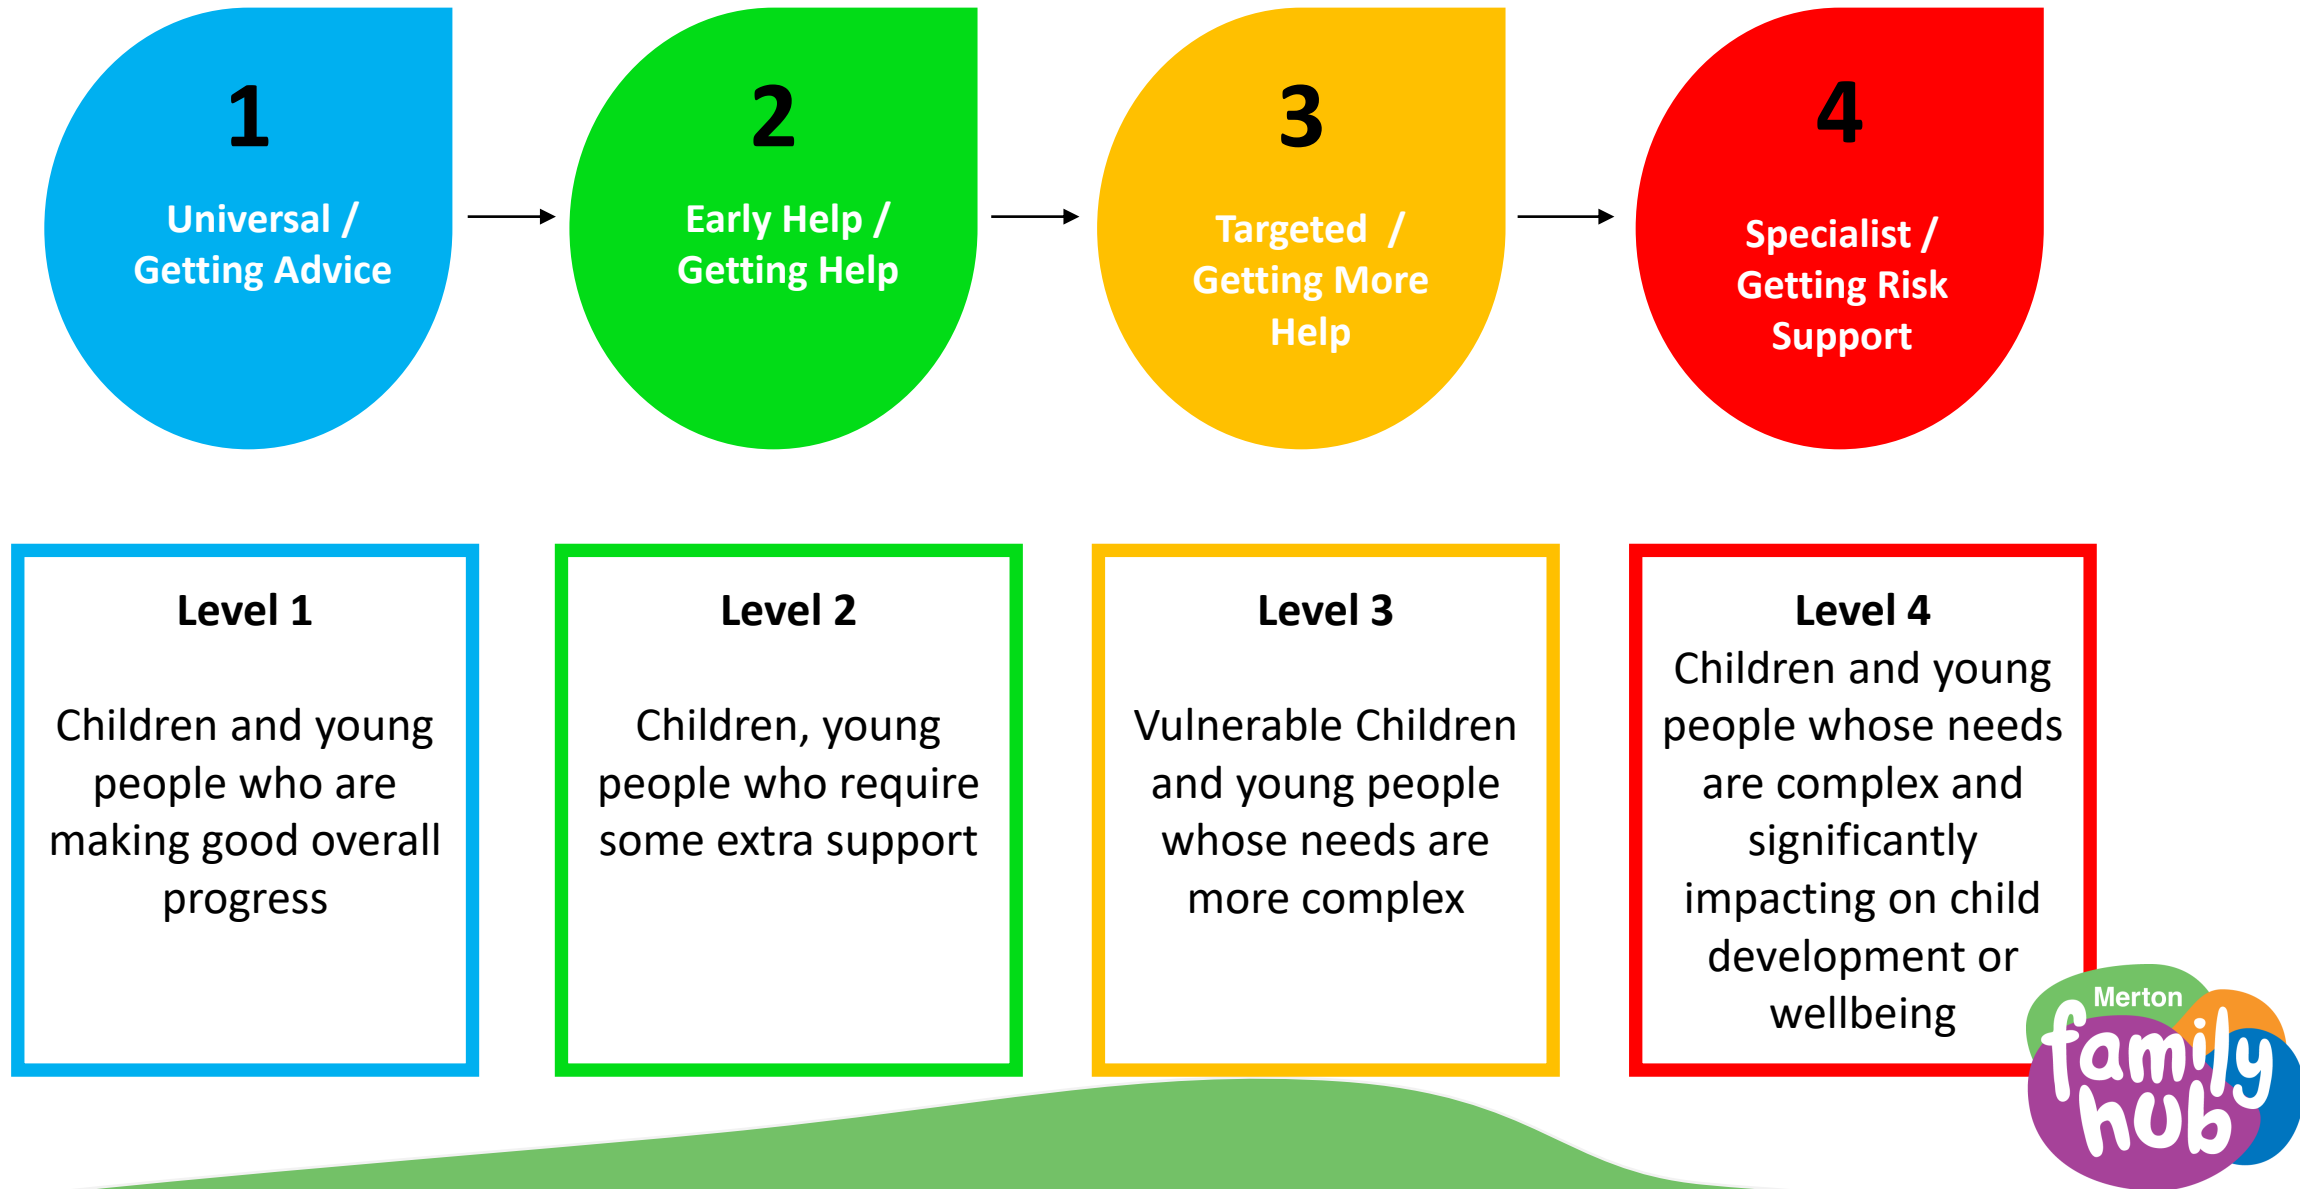 1
Universal /
Getting Advice
2
Early Help /
Getting Help
3
Targeted  /
Getting More
Help
4
Specialist /
Getting Risk
Support
Level 1
Children and young
people who are
making good overall
progress
Level 2
Children, young
people who require
some extra support
Level 3
Vulnerable Children
and young people
whose needs are
more complex
Level 4
Children and young
people whose needs
are complex and
significantly
impacting on child
development or
wellbeing
Merton
family
hub